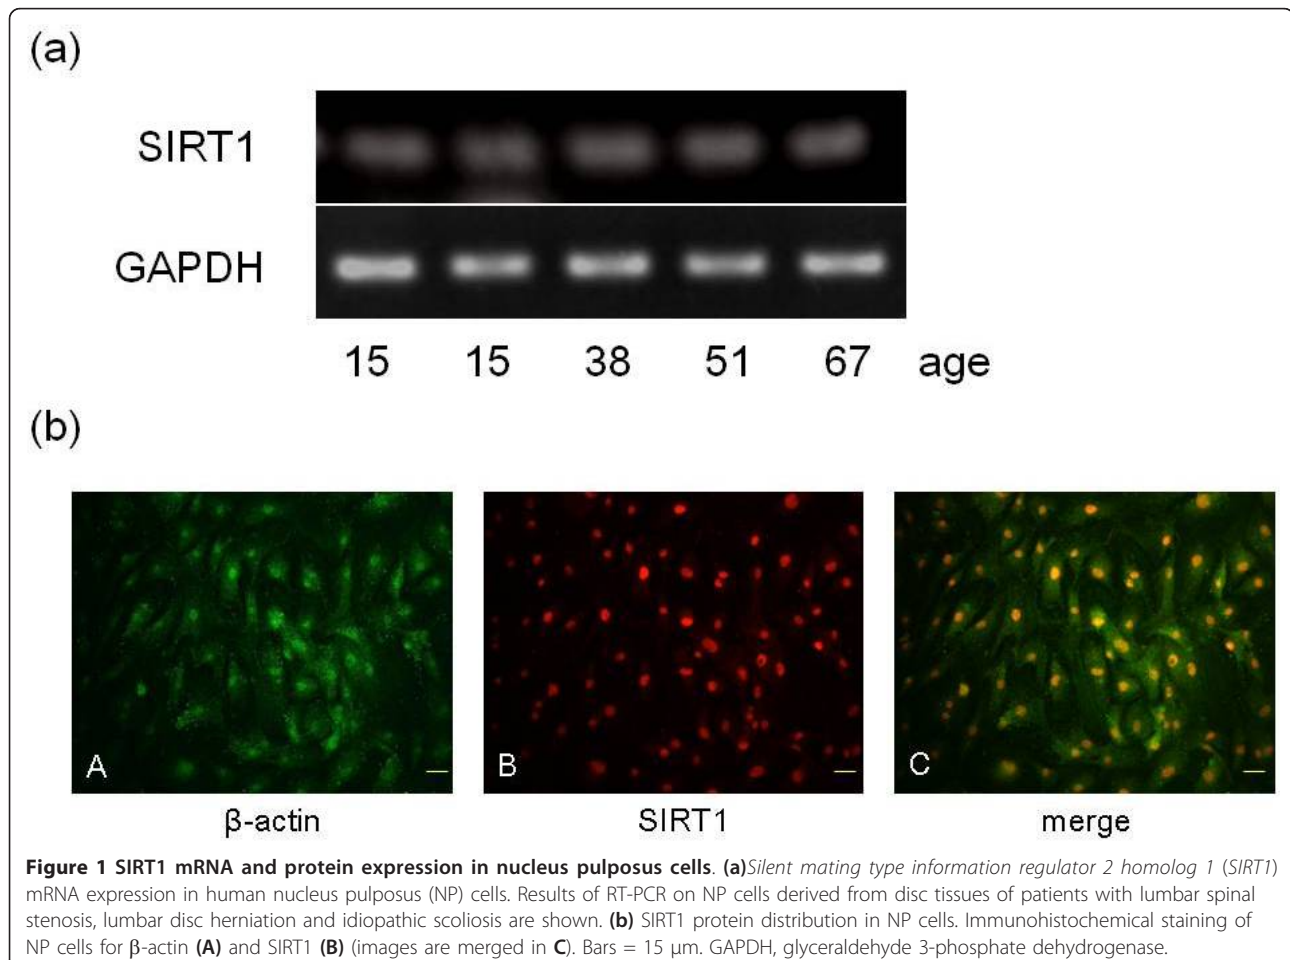 (a)
SIRT1
GAPDH
15 15 38 51 67 age
(b)
A B C
β-actin SIRT1 merge
Figure 1 SIRT1 mRNA and protein expression in nucleus pulposus cells. (a)Silent mating type information regulator 2 homolog 1 (SIRT1)
mRNA expression in human nucleus pulposus (NP) cells. Results of RT-PCR on NP cells derived from disc tissues of patients with lumbar spinal
stenosis, lumbar disc herniation and idiopathic scoliosis are shown. (b) SIRT1 protein distribution in NP cells. Immunohistochemical staining of
NP cells for β-actin (A) and SIRT1 (B) (images are merged in C). Bars = 15 μm. GAPDH, glyceraldehyde 3-phosphate dehydrogenase.